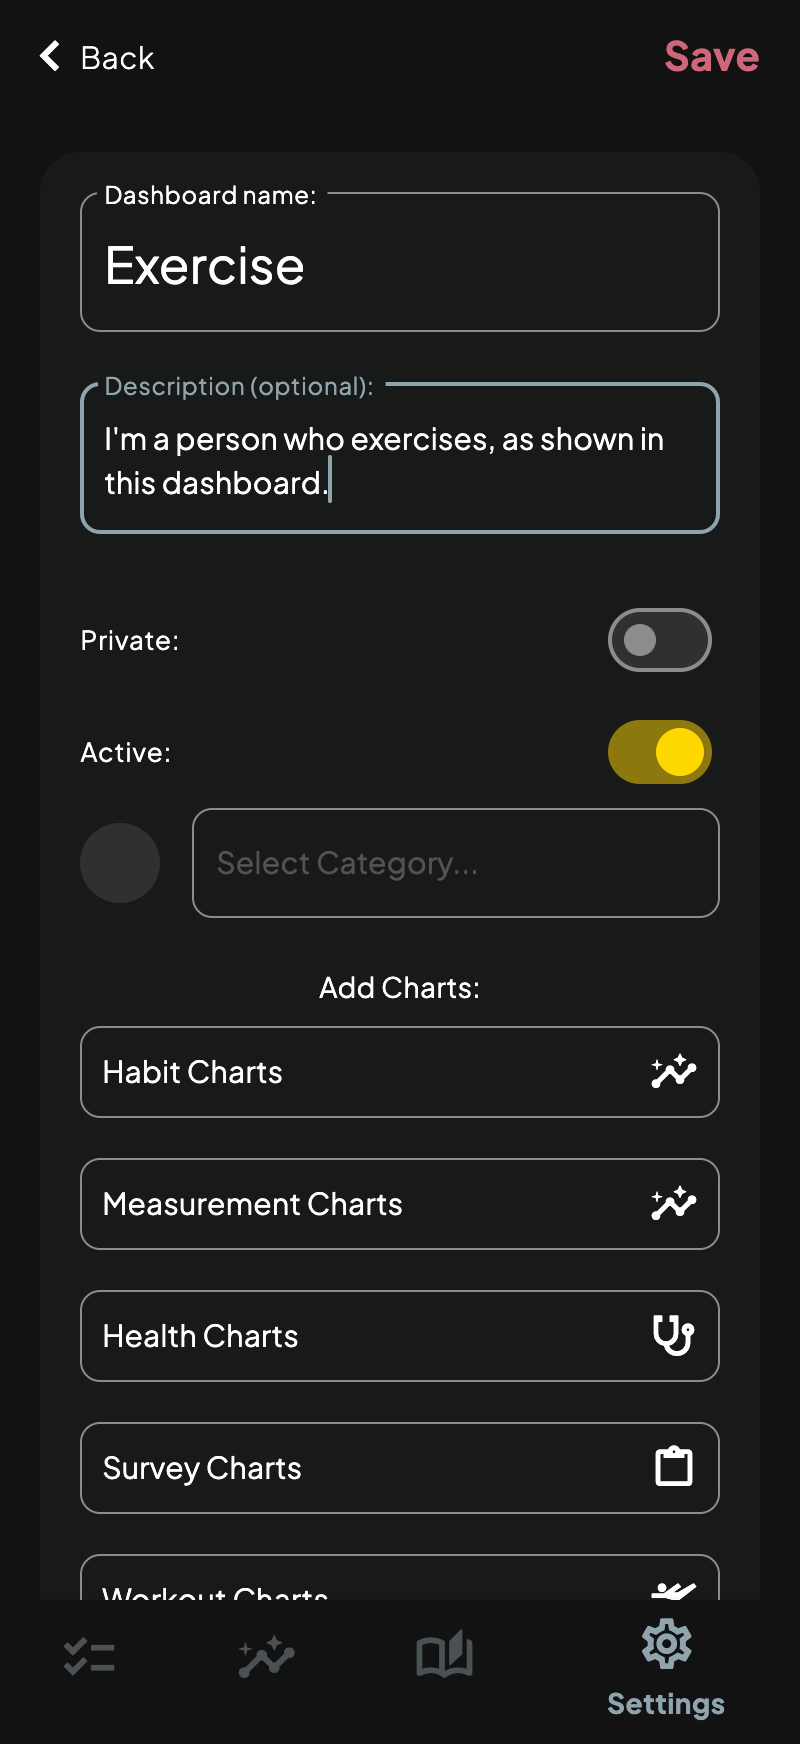 Back
Save
Dashboard name:
Exercise
Description (optional):
I'm a person who exercises, as shown in
this dashboard.
Private:
Active:
Select Category...
Add Charts:
Habit Charts
Measurement Charts
Health Charts
Survey Charts
Workout Charts
Settings